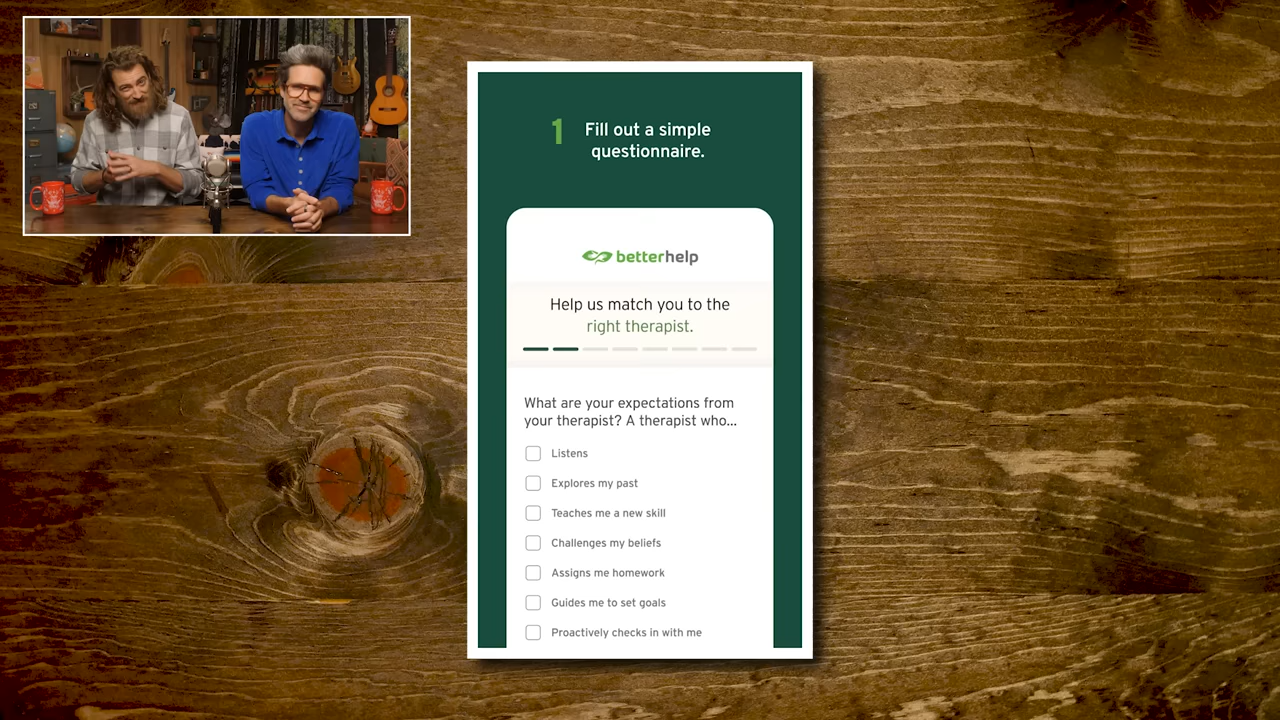 1
Fill out a simple
questionnaire.
betterhelp
Help us match you to the
right therapist.
What are your expectations from
your therapist? A therapist who...
Listens
Explores my past
Teaches me a new skill
Challenges my beliefs
Assigns me homework
Guides me to set goals
Proactively checks in with me